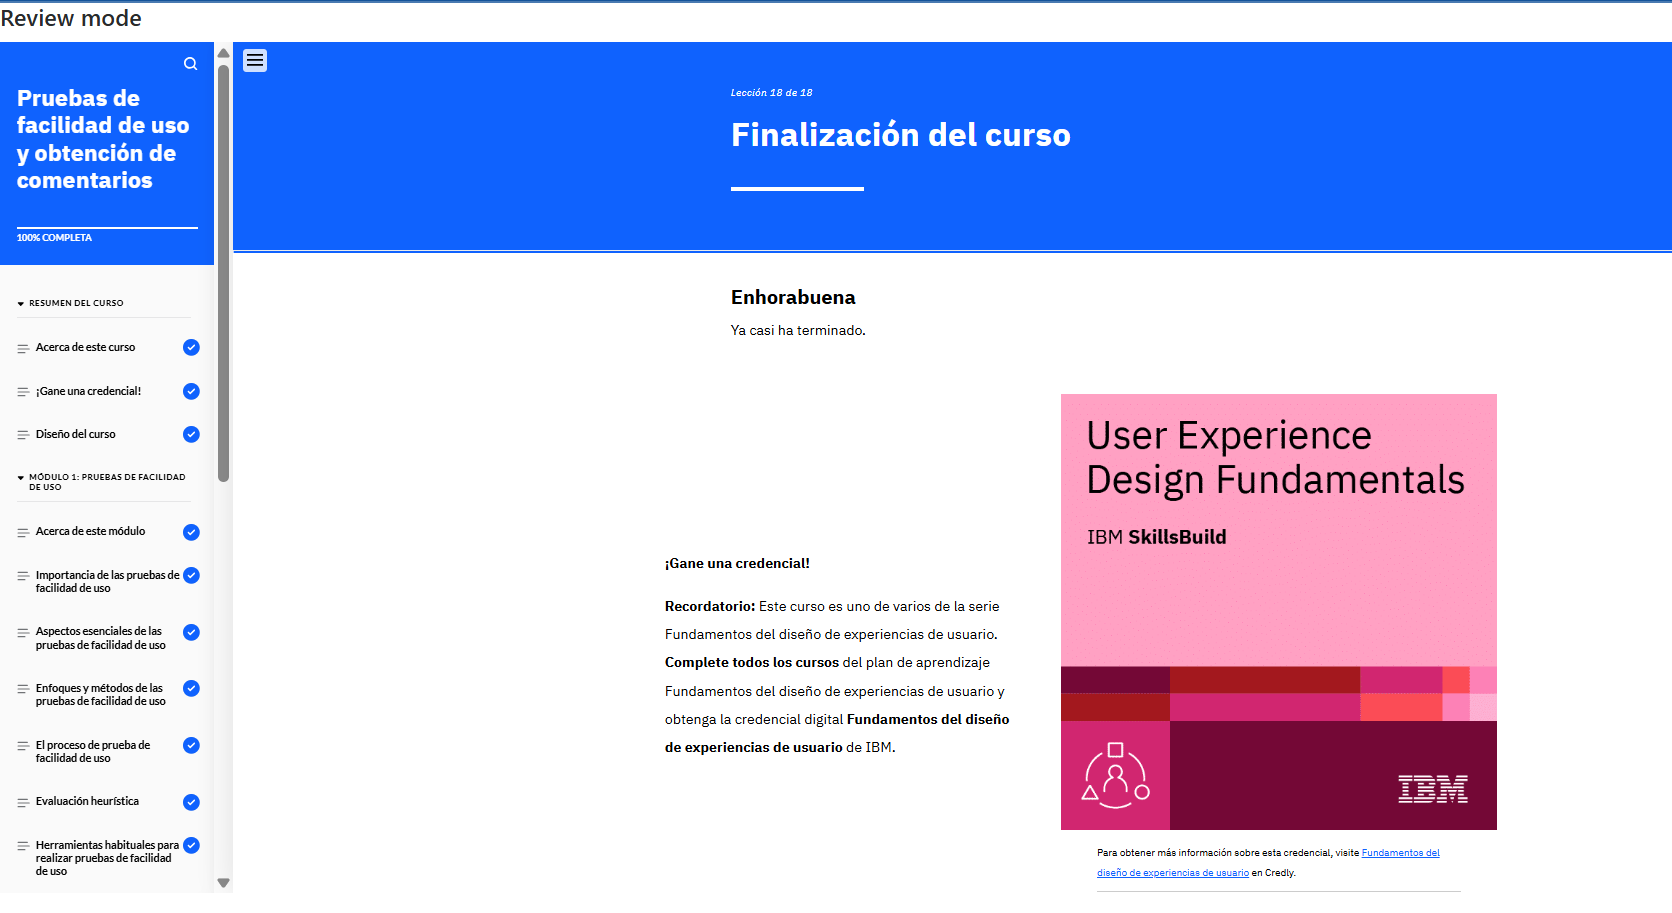 Review mode
Pruebas de
facilidad de uso
y obtención de
comentarios
100% COMPLETA
RESUMEN DEL CURSO
Acerca de este curso
¡Gane una credencial!
Diseño del curso
MÓDULO 1: PRUEBAS DE FACILIDAD
DE USO
Acerca de este módulo
Importancia de las pruebas de
facilidad de uso
Aspectos esenciales de las
pruebas de facilidad de uso
Enfoques y métodos de las
pruebas de facilidad de uso
El proceso de prueba de
facilidad de uso
Evaluación heurística
Herramientas habituales para
realizar pruebas de facilidad
de uso
Lección 18 de 18
Finalización del curso
Enhorabuena
Ya casi ha terminado.
¡Gane una credencial!
Recordatorio: Este curso es uno de varios de la serie
Fundamentos del diseño de experiencias de usuario.
Complete todos los cursos del plan de aprendizaje
Fundamentos del diseño de experiencias de usuario y
obtenga la credencial digital Fundamentos del diseño
de experiencias de usuario de IBM.
User Experience
Design Fundamentals
IBM SkillsBuild
IBM
Para obtener más información sobre esta credencial, visite Fundamentos del
diseño de experiencias de usuario en Credly.